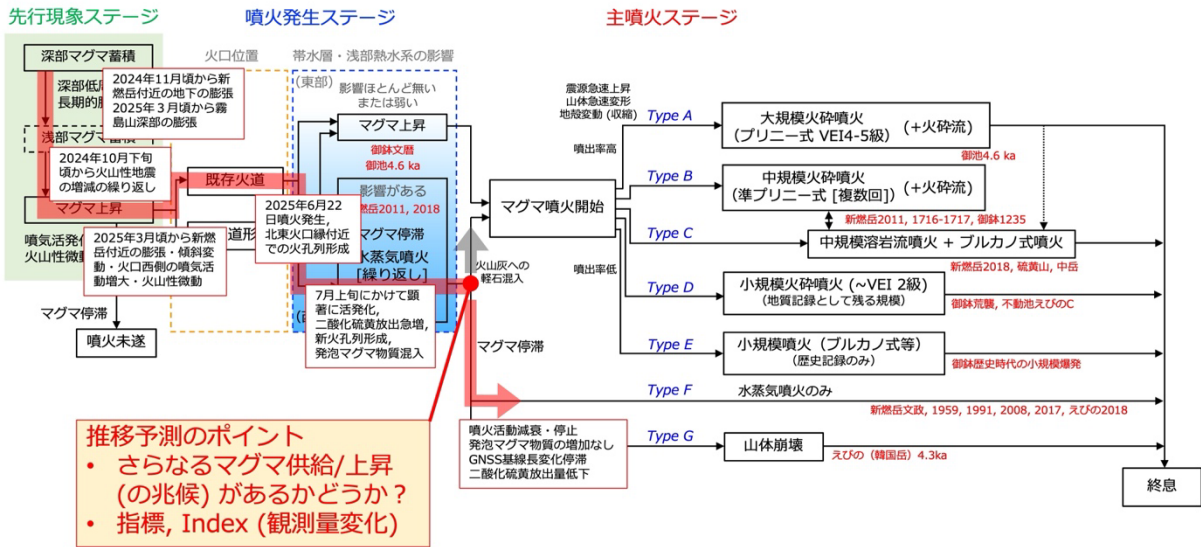 先行現象ステージ
噴火発生ステージ
主噴火ステージ
深部マグマ蓄積
深部低周
長期的膨
2024年11月頃から新
燃岳付近の地下の膨張
2025年３月頃から霧
島山深部の膨張
浅部マグマ蓄積
2024年10月下旬
頃から火山性地震
の増減の繰り返し
マグマ上昇
噴気活発化
火山性微動
2025年3月頃から新燃
岳付近の膨張・傾斜変
動・火口西側の噴気活
動増大・火山性微動
マグマ停滞
噴火未遂
火口位置
既存火道
道形
帯水層・浅部熱水系の影響
(東部)
影響ほとんど無い
または弱い
マグマ上昇
御鉢文暦
御池4.6 ka
影響がある
新燃岳2011, 2018
マグマ停滞
水蒸気噴火
[繰り返し]
2025年6月22
日噴火発生,
北東火口縁付近
での火孔列形成
7月上旬にかけて顕
著に活発化,
二酸化硫黄放出急増,
新火孔列形成,
発泡マグマ物質混入
火山灰への
軽石混入
マグマ停滞
マグマ噴火開始
震源急速上昇
山体急速変形
地殻変動 (収縮)
噴出率高
噴出率低
Type A
大規模火砕噴火
(プリニー式 VEI4-5級)
(+火砕流)
御池4.6 ka
Type B
中規模火砕噴火
(準プリニー式 [複数回])
(+火砕流)
新燃岳2011, 1716-1717, 御鉢1235
Type C
中規模溶岩流噴火 + ブルカノ式噴火
新燃岳2018, 硫黄山, 中岳
Type D
小規模火砕噴火 (~VEI 2級)
(地質記録として残る規模)
御鉢荒襲, 不動池えびのC
Type E
小規模噴火（ブルカノ式等)
(歴史記録のみ)
御鉢歴史時代の小規模爆発
Type F
水蒸気噴火のみ
新燃岳文政, 1959, 1991, 2008, 2017, えびの2018
噴火活動減衰・停止
発泡マグマ物質の増加なし
GNSS基線長変化停滞
二酸化硫黄放出量低下
Type G
山体崩壊
えびの（韓国岳）4.3ka
終息
推移予測のポイント
• さらなるマグマ供給/上昇
(の兆候) があるかどうか？
• 指標, Index (観測量変化)